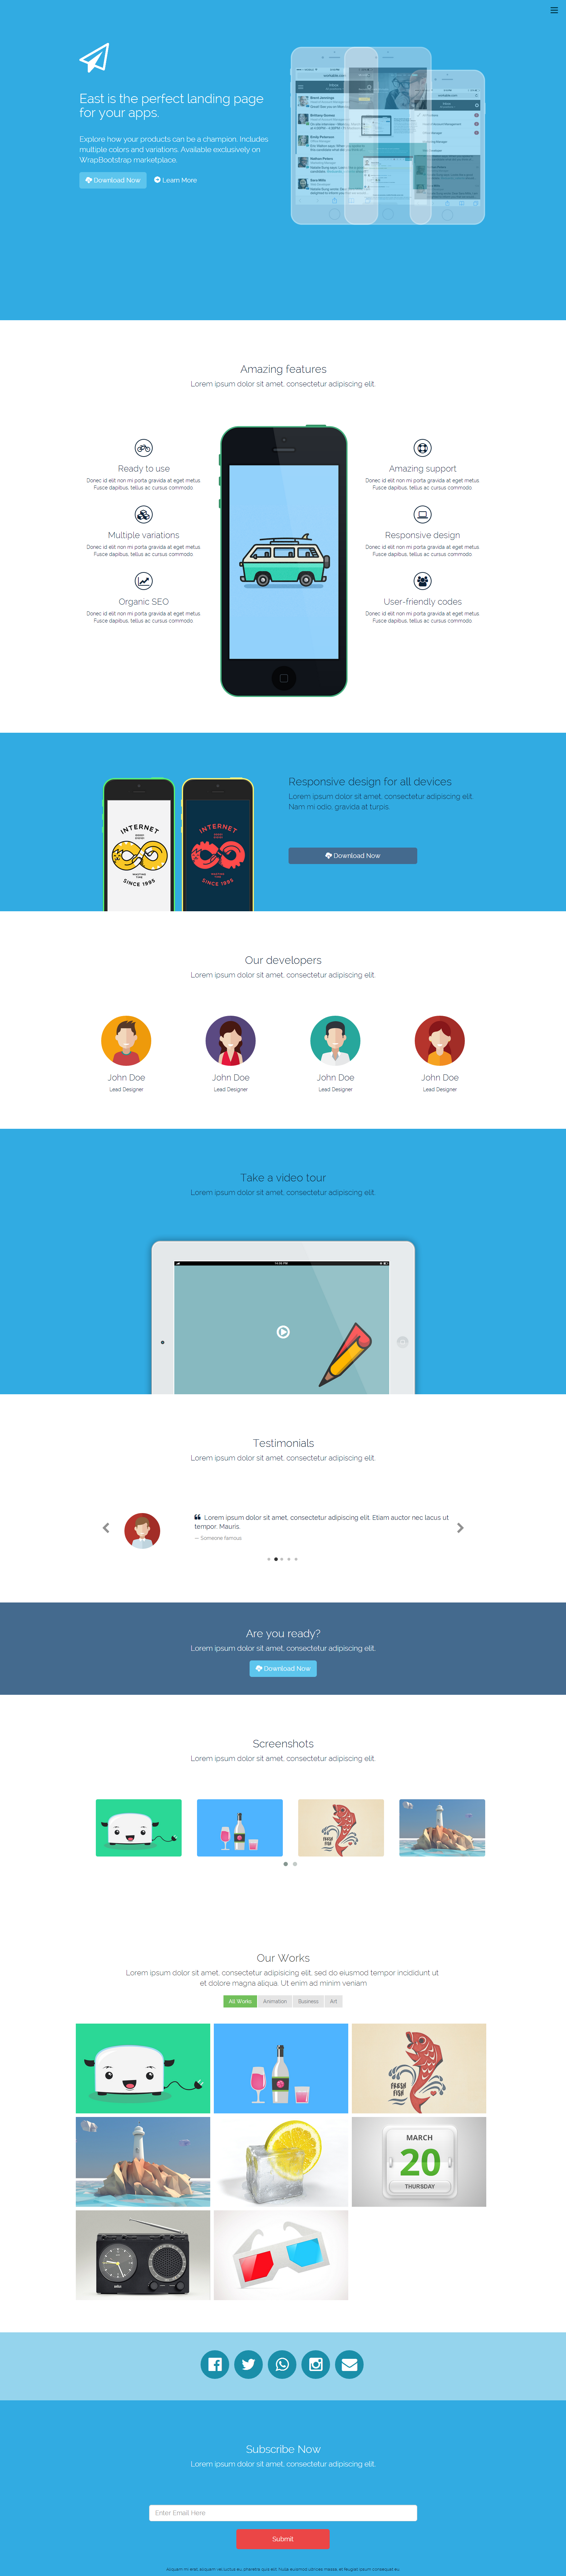 East is the perfect landing page
for your apps.
Explore how your products can be a champion. Includes
multiple colors and variations. Available exclusively on
WrapBootstrap marketplace.
Download Now
Learn More
Amazing features
Lorem ipsum dolor sit amet, consectetur adipiscing elit.
Ready to use
Donec id elit non mi porta gravida at eget metus.
Fusce dapibus, tellus ac cursus commodo
Multiple variations
Donec id elit non mi porta gravida at eget metus.
Fusce dapibus, tellus ac cursus commodo
Organic SEO
Donec id elit non mi porta gravida at eget metus.
Fusce dapibus, tellus ac cursus commodo
Amazing support
Donec id elit non mi porta gravida at eget metus.
Fusce dapibus, tellus ac cursus commodo
Responsive design
Donec id elit non mi porta gravida at eget metus.
Fusce dapibus, tellus ac cursus commodo
User-friendly codes
Donec id elit non mi porta gravida at eget metus.
Fusce dapibus, tellus ac cursus commodo
INTERNET
SINCE 1995
INTERNET
SINCE 1995
Responsive design for all devices
Lorem ipsum dolor sit amet, consectetur adipiscing elit.
Nam mi odio, gravida at turpis.
Download Now
Our developers
Lorem ipsum dolor sit amet, consectetur adipiscing elit.
John Doe
Lead Designer
John Doe
Lead Designer
John Doe
Lead Designer
John Doe
Lead Designer
Take a video tour
Lorem ipsum dolor sit amet, consectetur adipiscing elit.
Testimonials
Lorem ipsum dolor sit amet, consectetur adipiscing elit.
Lorem ipsum dolor sit amet, consectetur adipiscing elit. Etiam auctor nec lacus ut
tempor. Mauris.
— Someone famous
Are you ready?
Lorem ipsum dolor sit amet, consectetur adipiscing elit.
Download Now
Screenshots
Lorem ipsum dolor sit amet, consectetur adipiscing elit.
FRESH
FISH
Our Works
Lorem ipsum dolor sit amet, consectetur adipisicing elit, sed do eiusmod tempor incididunt ut
et dolore magna aliqua. Ut enim ad minim veniam
All Works
Animation
Business
Art
FRESH
FISH
MARCH
20
THURSDAY
Subscribe Now
Lorem ipsum dolor sit amet, consectetur adipiscing elit.
Enter Email Here
Submit